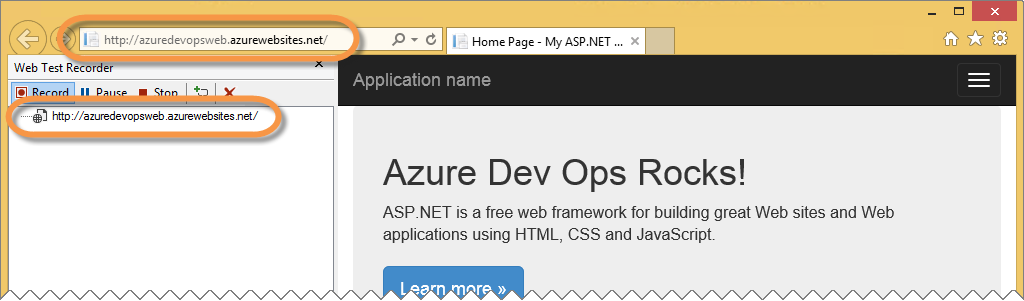 http://azuredevopsweb.azurewebsites.net/
Home Page - My ASP.NET ...
Web Test Recorder
Record Pause Stop
http://azuredevopsweb.azurewebsites.net/
Application name
Azure Dev Ops Rocks!
ASP.NET is a free web framework for building great Web sites and Web
applications using HTML, CSS and JavaScript.
Learn more »